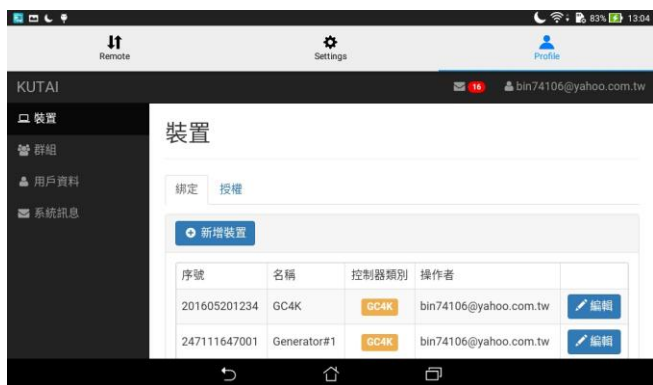 83% 13:04
Remote Settings Profile
KUTAI 16 bin74106@yahoo.com.tw
裝置
群組
用戶資料
系統訊息
裝置
綁定 授權
新增裝置
序號 名稱 控制器類別 操作者
201605201234 GC4K GC4K bin74106@yahoo.com.tw 編輯
247111647001 Generator#1 GC4K bin74106@yahoo.com.tw 編輯